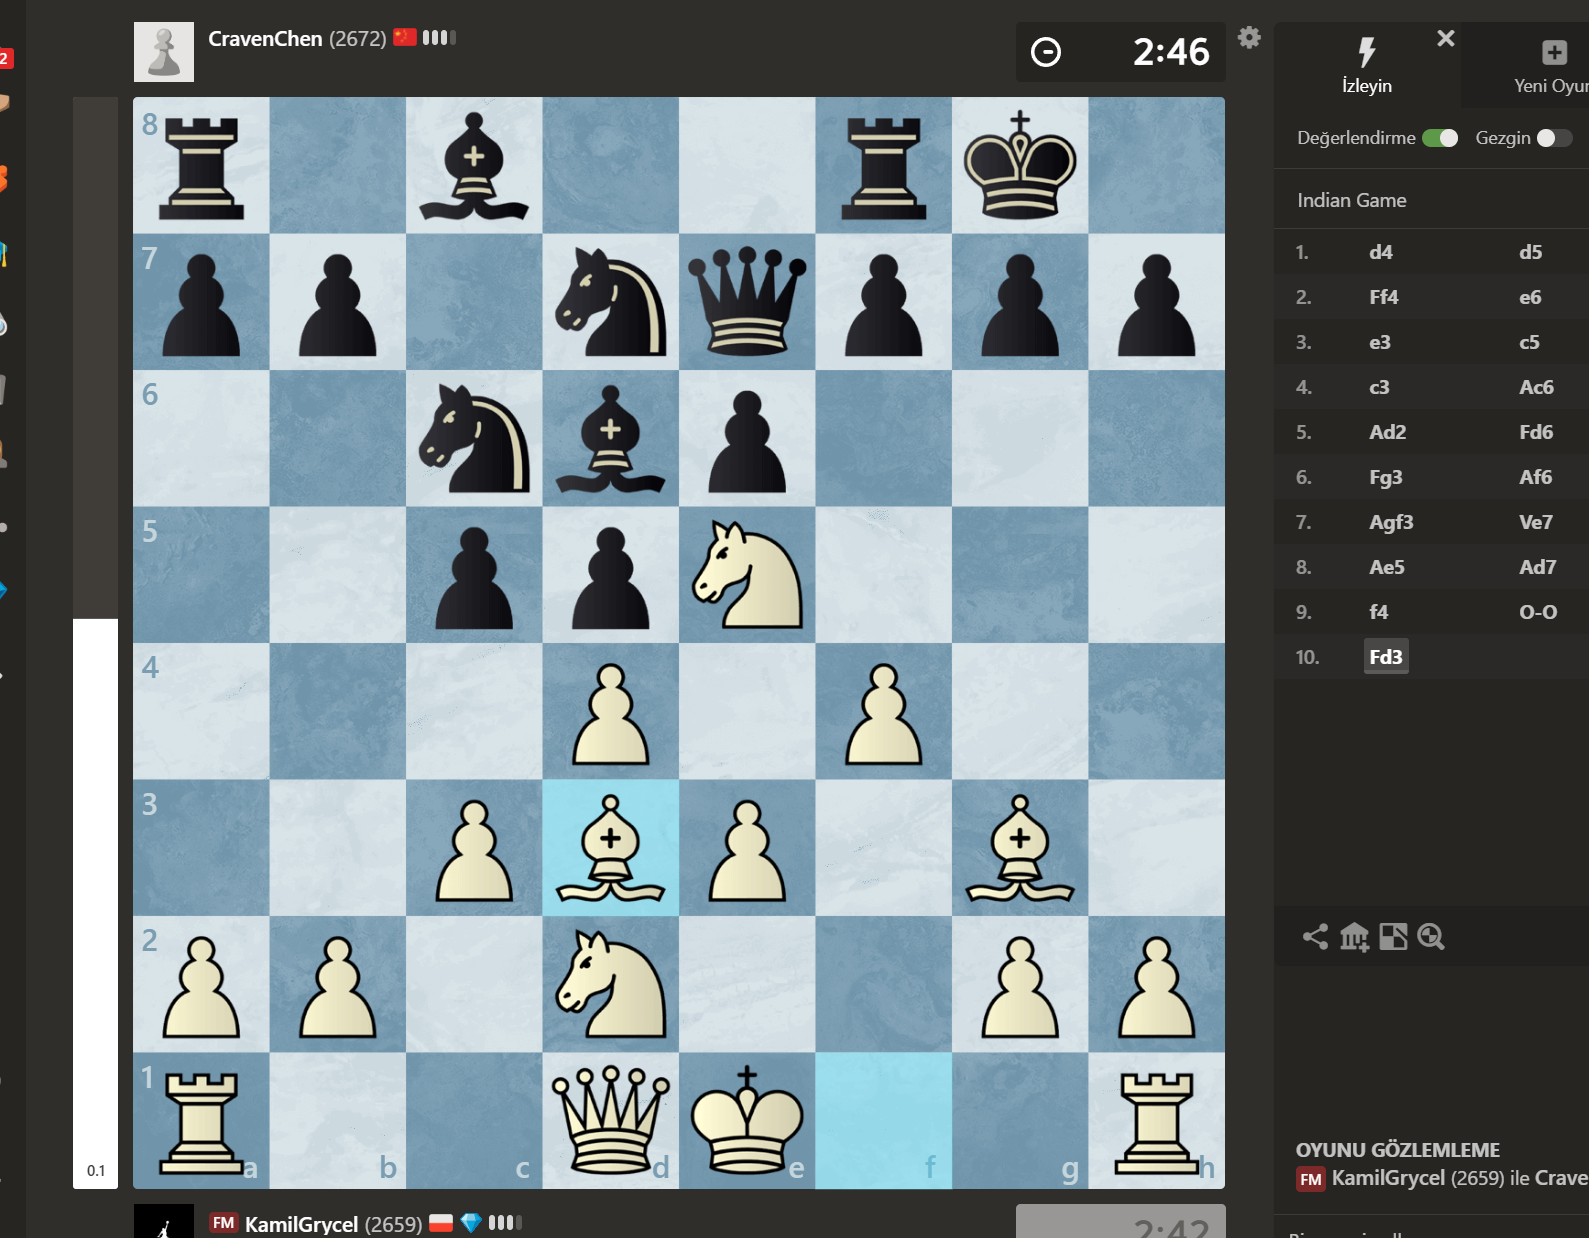 2
CravenChen (2672)
2:46
İzleyin
Yeni Oyun
Değerlendirme Gezgin
Indian Game
1. d4 d5
2. Ff4 e6
3. e3 c5
4. c3 Ac6
5. Ad2 Fd6
6. Fg3 Af6
7. Agf3 Ve7
8. Ae5 Ad7
9. f4 O-O
10. Fd3
8
7
6
5
4
3
2
1
a b c d e f g h
0.1
OYUNU GÖZLEMLEME
FM KamilGrycel (2659) ile Crave
FM KamilGrycel (2659)
2:42